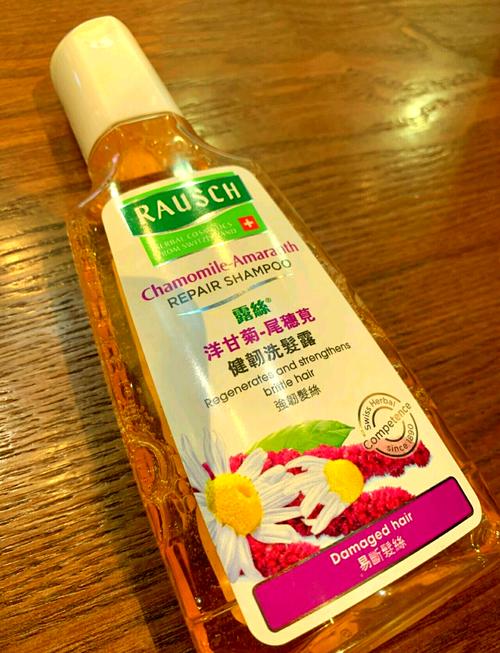 RAUSCH
HERBAL COSMETICS
FROM SWITZERLAND
Chamomile-Amaranth
REPAIR SHAMPOO
露絲®
洋甘菊-尾穗莧
健韌洗髮露
Regenerates and strengthens
brittle hair
強韌髮絲
Swiss Herbal
Competence
since 1890
Damaged hair
易斷髮絲